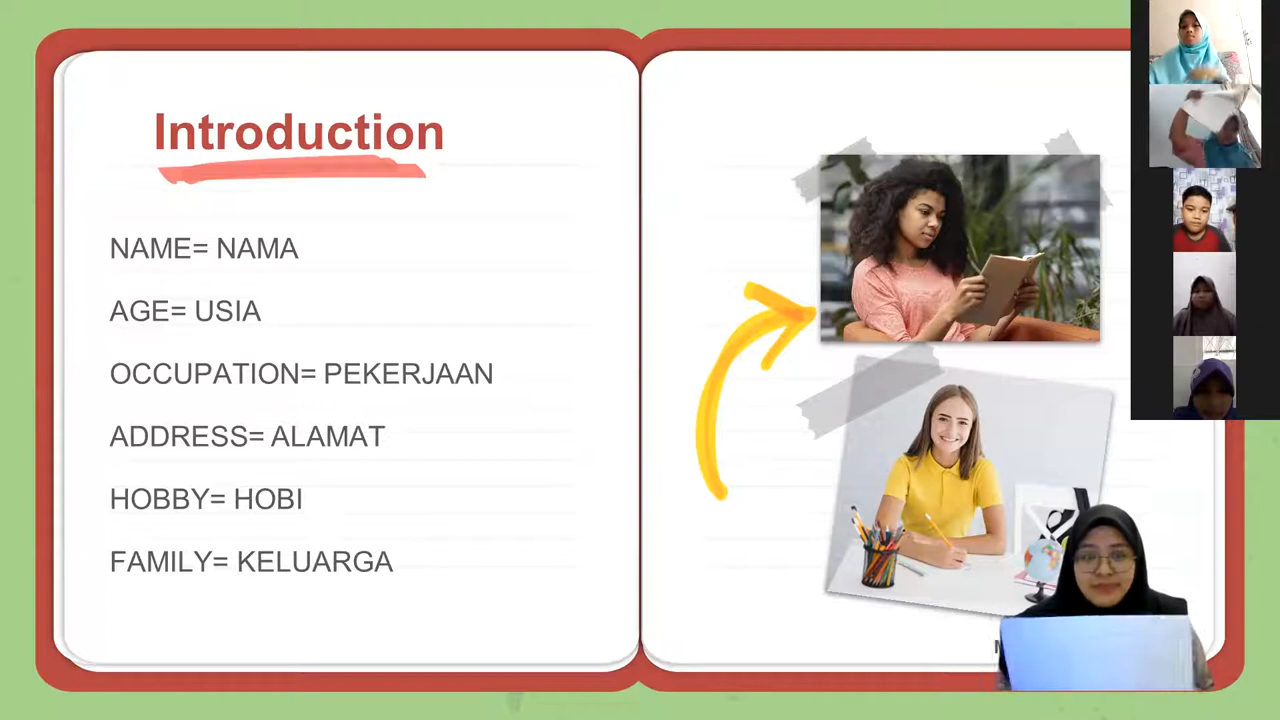 Introduction
NAME= NAMA
AGE= USIA
OCCUPATION= PEKERJAAN
ADDRESS= ALAMAT
HOBBY= HOBI
FAMILY= KELUARGA